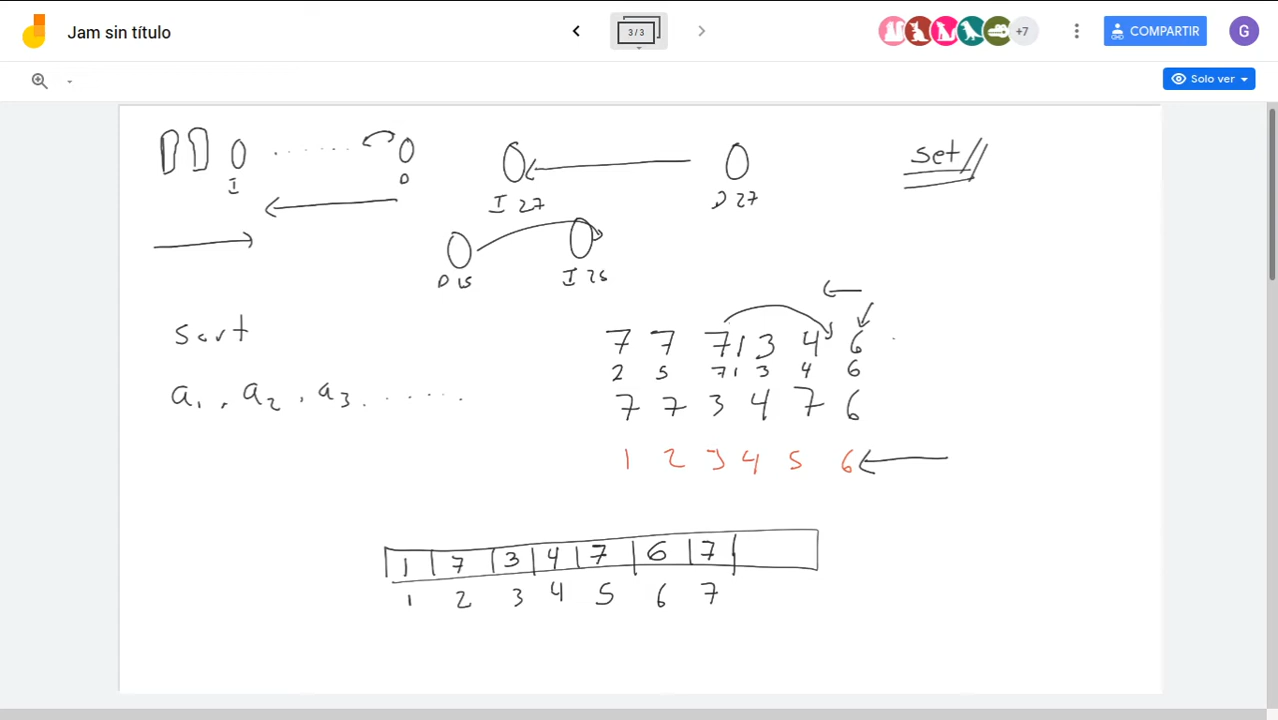 Jam sin título
3/3
+7
COMPARTIR
G
Solo ver
I D
I 27 D 27
set
D 15 I 25
sort
a1, a2, a3 .......
7 7 7 1 3 4 6
2 5 7 1 3 4 6
7 7 3 4 7 6
1 2 3 4 5 6
1 7 3 4 7 6 7
1 2 3 4 5 6 7